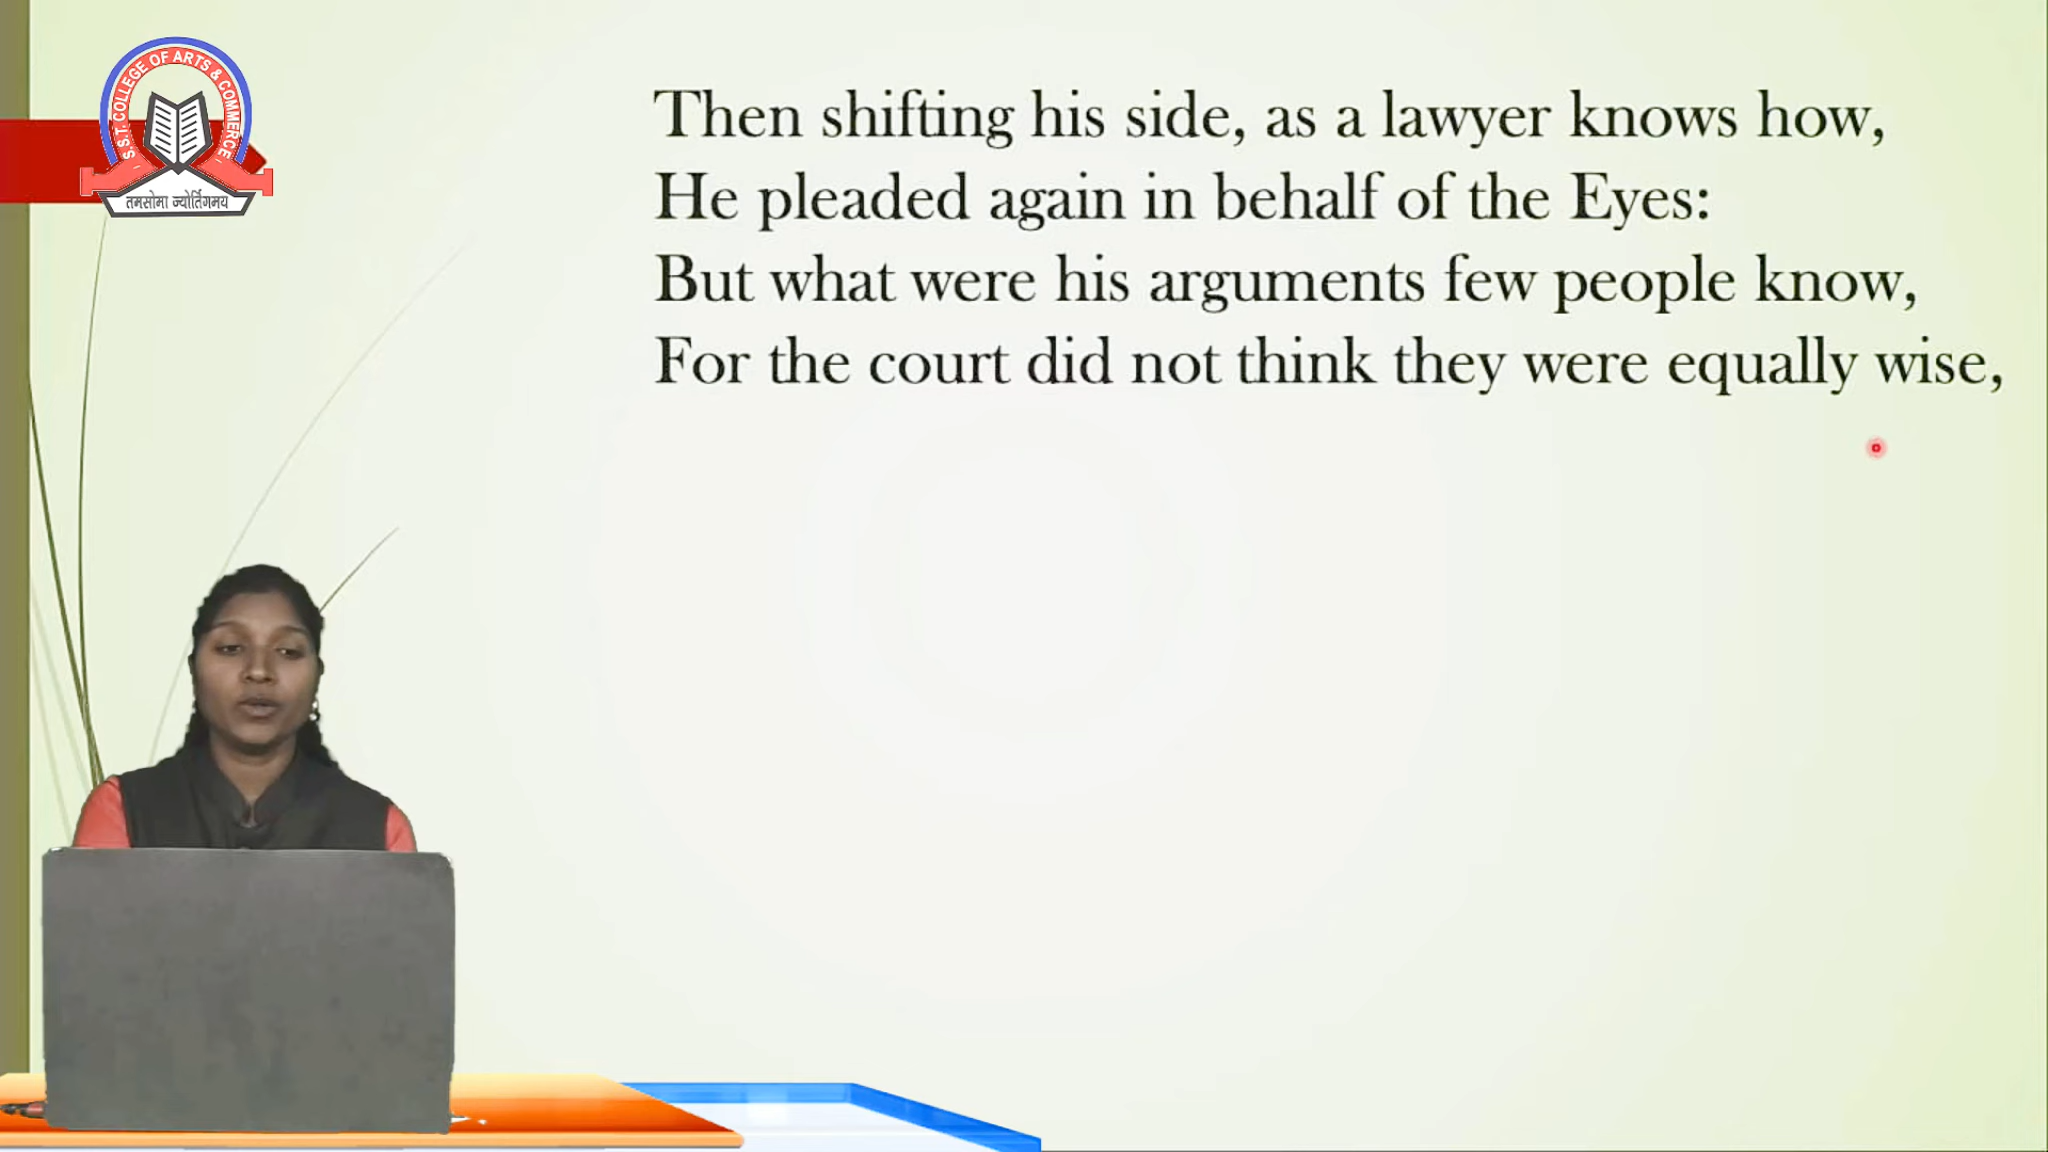 S.S.T. COLLEGE OF ARTS & COMMERCE
तमसोमा ज्योर्तिगमय
Then shifting his side, as a lawyer knows how,
He pleaded again in behalf of the Eyes:
But what were his arguments few people know,
For the court did not think they were equally wise,